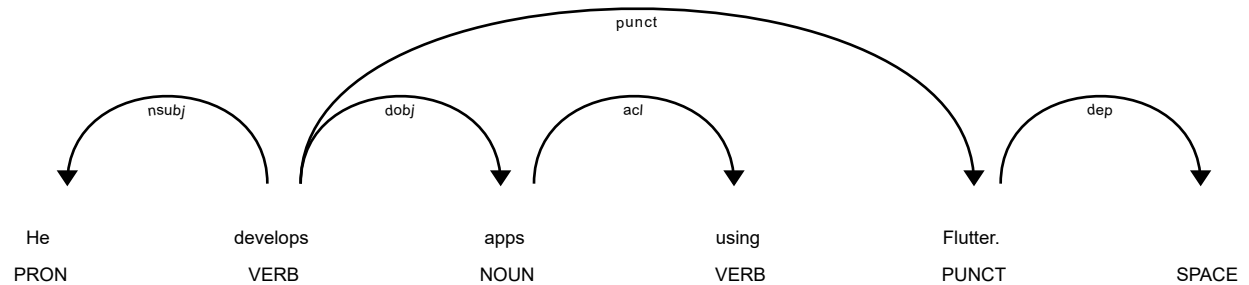 punct
nsubj dobj acl dep
He develops apps using Flutter.
PRON VERB NOUN VERB PUNCT SPACE